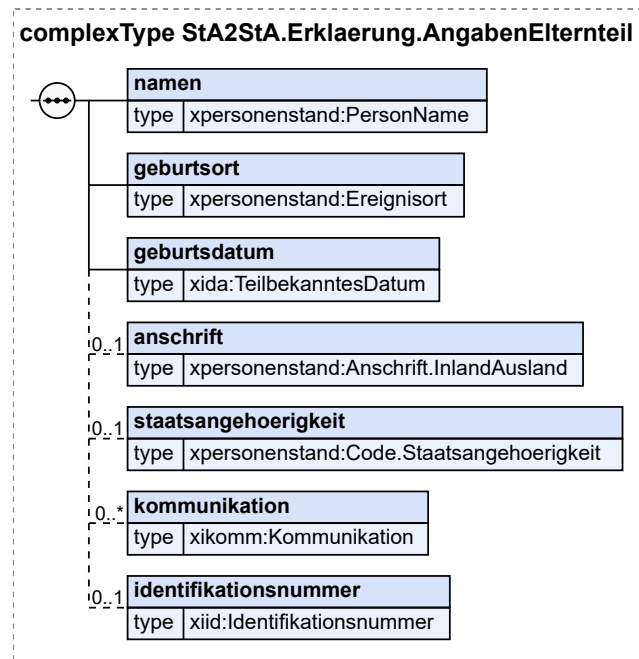 complexType StA2StA.Erklaerung.AngabenElternteil
namen
type xpersonenstand:PersonName
geburtsort
type xpersonenstand:Ereignisort
geburtsdatum
type xida:TeilbekanntesDatum
0..1 anschrift
type xpersonenstand:Anschrift.InlandAusland
0..1 staatsangehoerigkeit
type xpersonenstand:Code.Staatsangehoerigkeit
0..* kommunikation
type xikomm:Kommunikation
0..1 identifikationsnummer
type xiid:Identifikationsnummer